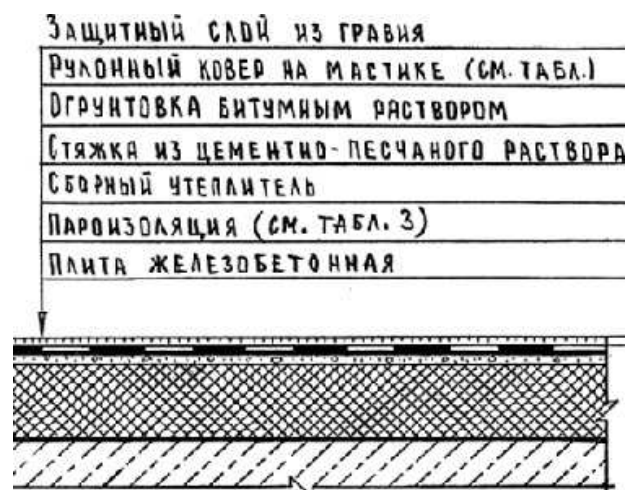 Защитный слой из гравия
Рулонный ковер на мастике (см. табл.)
Огрунтовка битумным раствором
Стяжка из цементно-песчаного раствора
Сборный утеплитель
Пароизоляция (см. табл. 3)
Плита железобетонная